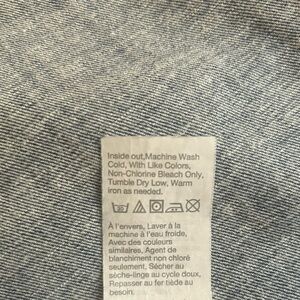 Inside out,Machine Wash
Cold, With Like Colors,
Non-Chlorine Bleach Only,
Tumble Dry Low, Warm
iron as needed.
À l'envers, Laver à la
machine à l'eau froide,
Avec des couleurs
similaires, Agent de
blanchiment non chloré
seulement. Sécher au
sèche-linge au cycle doux,
Repasser au fer tiède au
besoin.